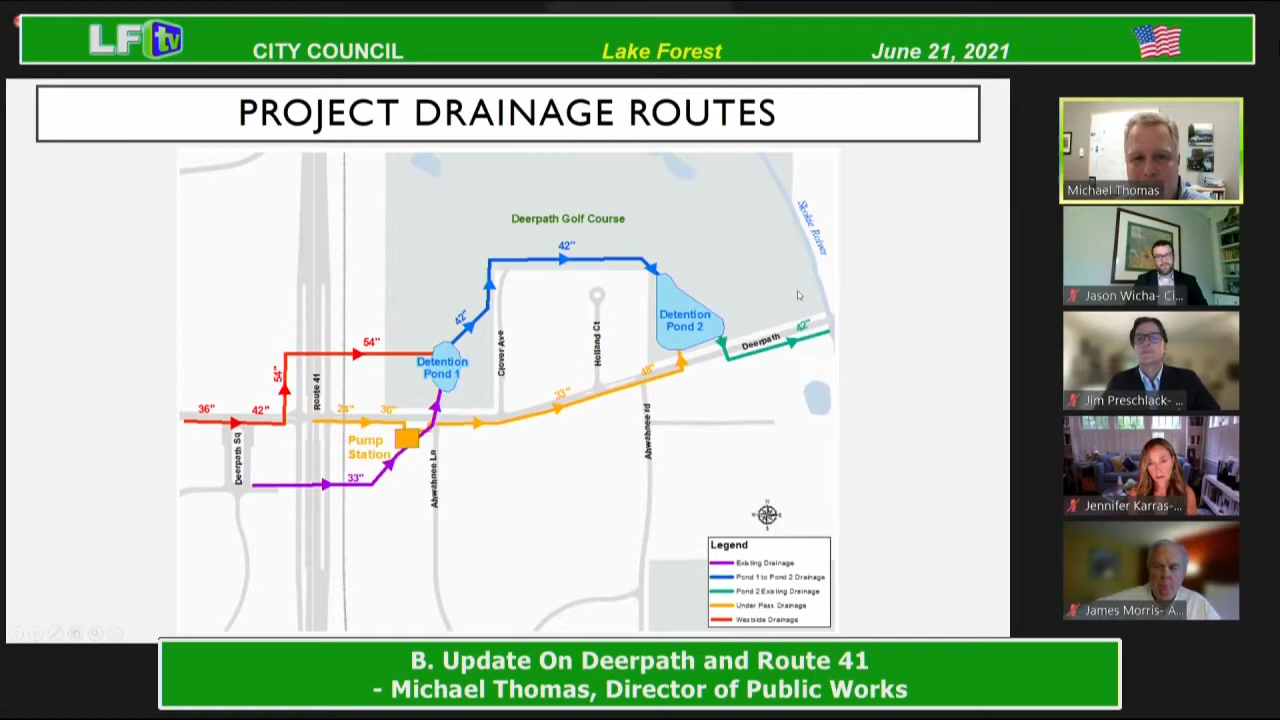 LFtv
CITY COUNCIL
Lake Forest
June 21, 2021
PROJECT DRAINAGE ROUTES
Deerpath Golf Course
Skokie River
42"
42"
Detention
Pond 2
Detention
Pond 1
Clover Ave
Holland Ct
Deerpath
42"
54"
54"
Route 41
48"
33"
36"
42"
24"
36"
Pump
Station
Deerpath Sq
33"
Ahwahnee Ln
Ahwahnee rd
Legend
Existing Drainage
Pond 1 to Pond 2 Drainage
Pond 2 Existing Drainage
Under Pass Drainage
Westside Drainage
Michael Thomas
Jason Wicha- Ci...
Jim Preschlack- ...
Jennifer Karras-...
James Morris- A...
B. Update On Deerpath and Route 41
- Michael Thomas, Director of Public Works